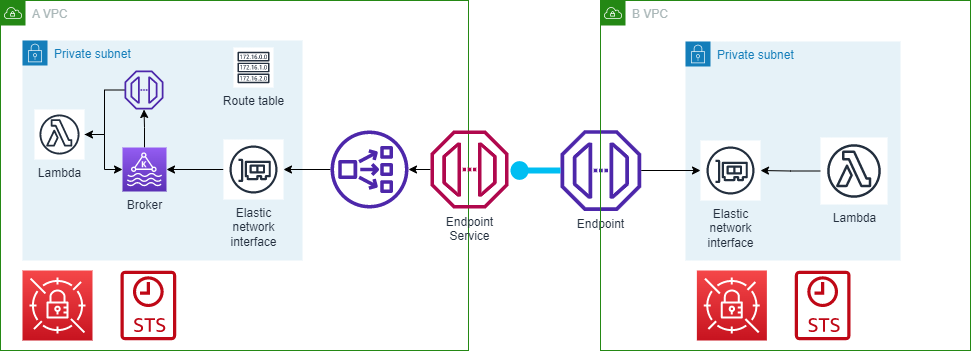 A VPC
B VPC
Private subnet
172.16.0.0
172.16.1.0
172.16.2.0
Route table
Lambda
K
Broker
Elastic
network
interface
Endpoint
Service
Endpoint
Private subnet
Elastic
network
interface
Lambda
STS
STS